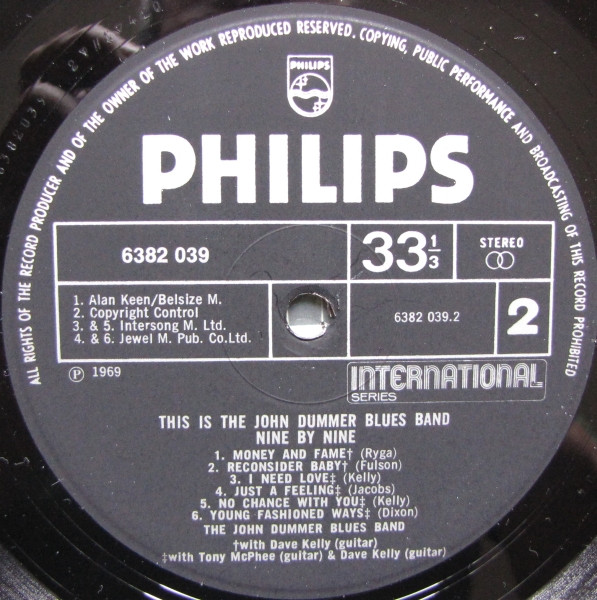 ALL RIGHTS OF THE RECORD PRODUCER AND OF THE OWNER OF THE WORK REPRODUCED RESERVED. COPYING, PUBLIC PERFORMANCE AND BROADCASTING OF THIS RECORD PROHIBITED
PHILIPS
PHILIPS
6382 039
33 1/3
STEREO
1. Alan Keen/Belsize M.
2. Copyright Control
3. & 5. Intersong M. Ltd.
4. & 6. Jewel M. Pub. Co.Ltd.
6382 039.2
2
℗ 1969
INTERNATIONAL
SERIES
THIS IS THE JOHN DUMMER BLUES BAND
NINE BY NINE
1. MONEY AND FAME† (Ryga)
2. RECONSIDER BABY† (Fulson)
3. I NEED LOVE‡ (Kelly)
4. JUST A FEELING‡ (Jacobs)
5. NO CHANCE WITH YOU‡ (Kelly)
6. YOUNG FASHIONED WAYS‡ (Dixon)
THE JOHN DUMMER BLUES BAND
†with Dave Kelly (guitar)
‡with Tony McPhee (guitar) & Dave Kelly (guitar)